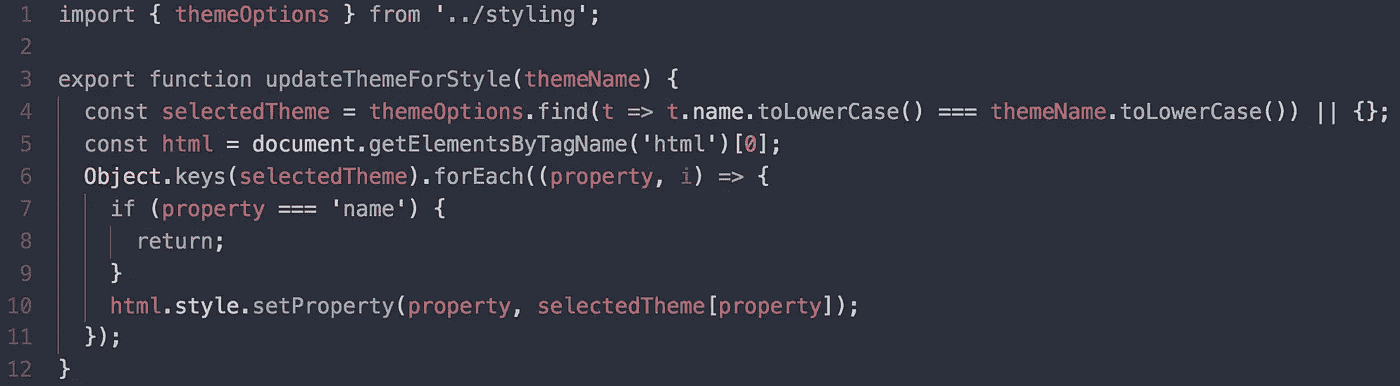 1 import { themeOptions } from '../styling';
2
3 export function updateThemeForStyle(themeName) {
4   const selectedTheme = themeOptions.find(t => t.name.toLowerCase() === themeName.toLowerCase()) || {};
5   const html = document.getElementsByTagName('html')[0];
6   Object.keys(selectedTheme).forEach((property, i) => {
7     if (property === 'name') {
8       return;
9     }
10     html.style.setProperty(property, selectedTheme[property]);
11   });
12 }